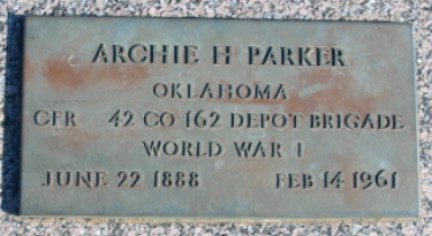 ARCHIE H PARKER
OKLAHOMA
CFR 42 CO 162 DEPOT BRIGADE
WORLD WAR I
JUNE 22 1888 FEB 14 1961